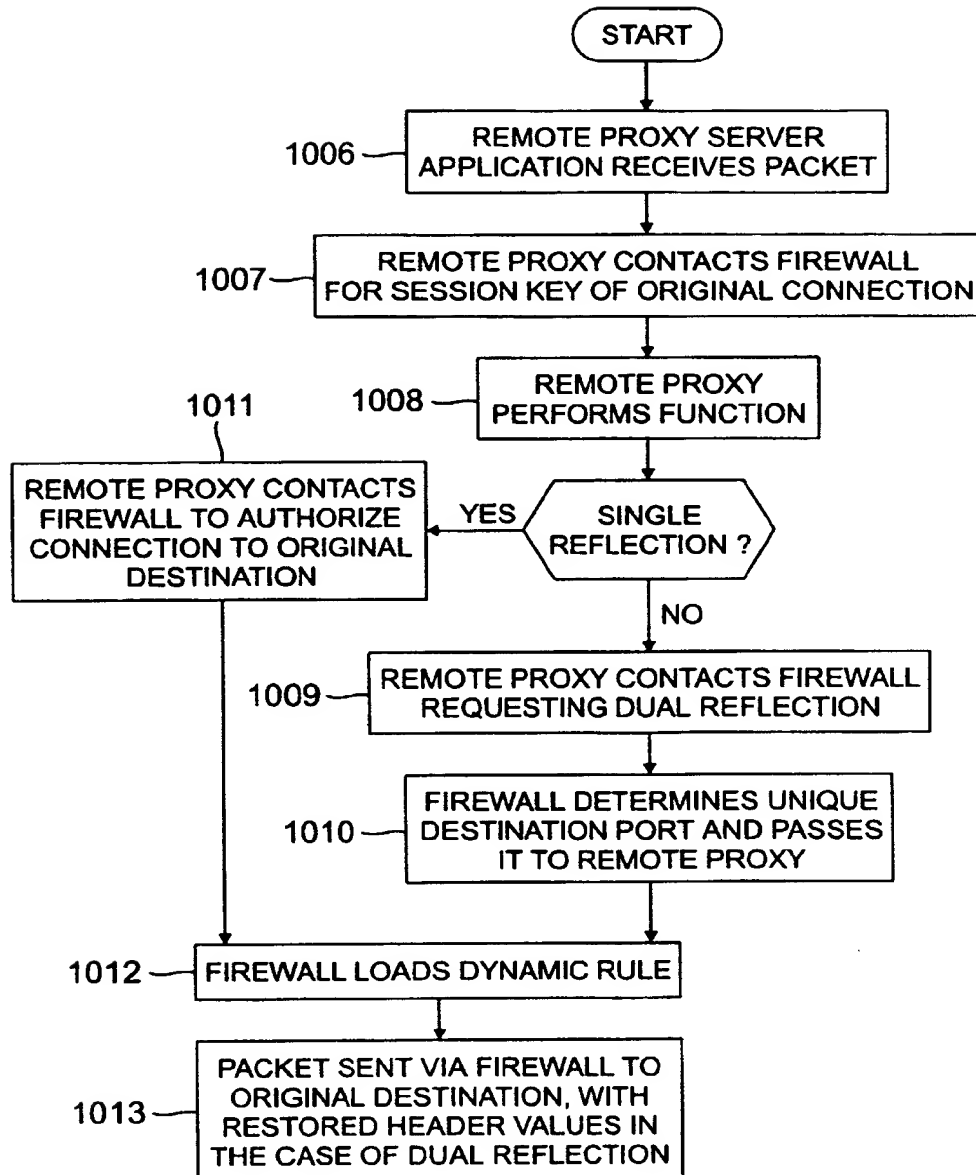 START
1006
REMOTE PROXY SERVER
APPLICATION RECEIVES PACKET
1007
REMOTE PROXY CONTACTS FIREWALL
FOR SESSION KEY OF ORIGINAL CONNECTION
1008
REMOTE PROXY
PERFORMS FUNCTION
1011
REMOTE PROXY CONTACTS
FIREWALL TO AUTHORIZE
CONNECTION TO ORIGINAL
DESTINATION
YES
SINGLE
REFLECTION ?
NO
1009
REMOTE PROXY CONTACTS FIREWALL
REQUESTING DUAL REFLECTION
1010
FIREWALL DETERMINES UNIQUE
DESTINATION PORT AND PASSES
IT TO REMOTE PROXY
1012
FIREWALL LOADS DYNAMIC RULE
1013
PACKET SENT VIA FIREWALL TO
ORIGINAL DESTINATION, WITH
RESTORED HEADER VALUES IN
THE CASE OF DUAL REFLECTION